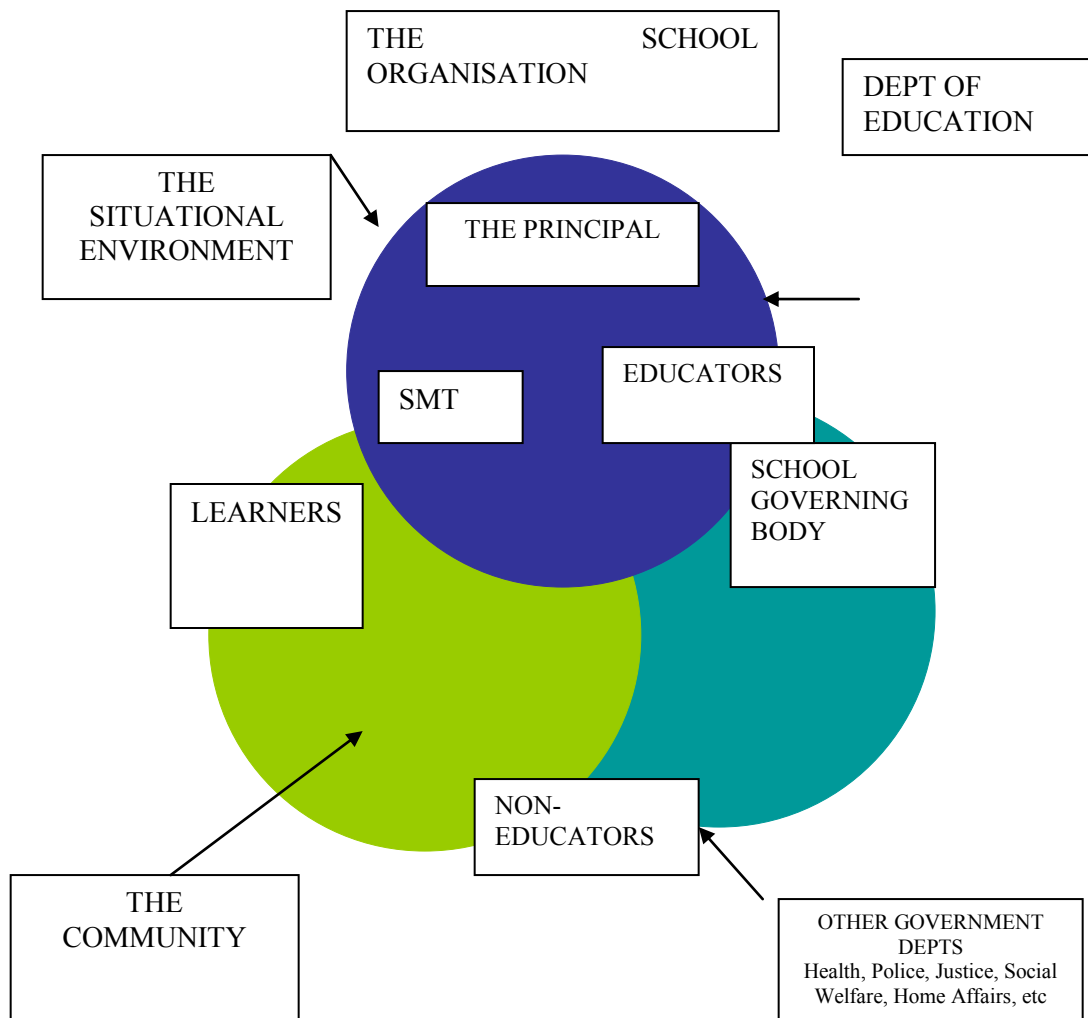 THE SCHOOL
ORGANISATION
DEPT OF
EDUCATION
THE
SITUATIONAL
ENVIRONMENT
THE PRINCIPAL
SMT
EDUCATORS
LEARNERS
SCHOOL
GOVERNING
BODY
NON-
EDUCATORS
THE
COMMUNITY
OTHER GOVERNMENT
DEPTS
Health, Police, Justice, Social
Welfare, Home Affairs, etc